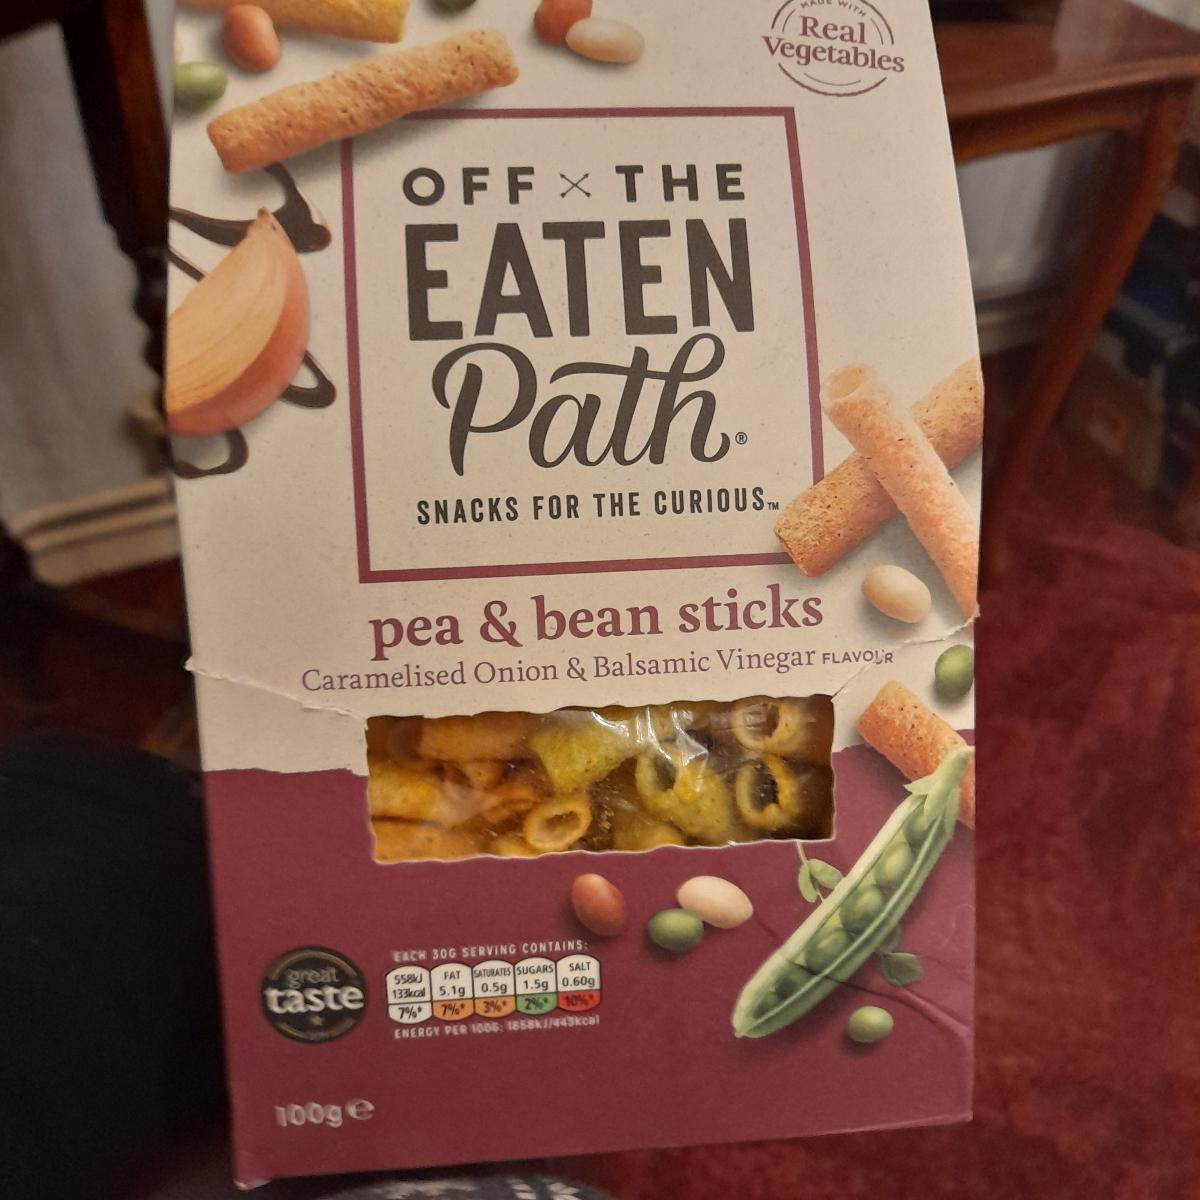 MADE WITH
Real
Vegetables
OFF × THE
EATEN
Path®
SNACKS FOR THE CURIOUS™
pea & bean sticks
Caramelised Onion & Balsamic Vinegar FLAVOUR
great
taste
EACH 30G SERVING CONTAINS:
558kJ
133kcal
7%*
FAT
5.1g
7%*
SATURATES
0.5g
3%*
SUGARS
1.5g
2%*
SALT
0.60g
10%*
ENERGY PER 100G: 1858kJ/443kcal
100g ℮